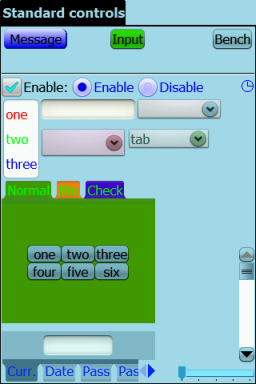 Standard controls
Message Input Bench
Enable: Enable Disable
one
two tab
three
Normal Check
one two three
four five six
Curr. Date Pass Pas